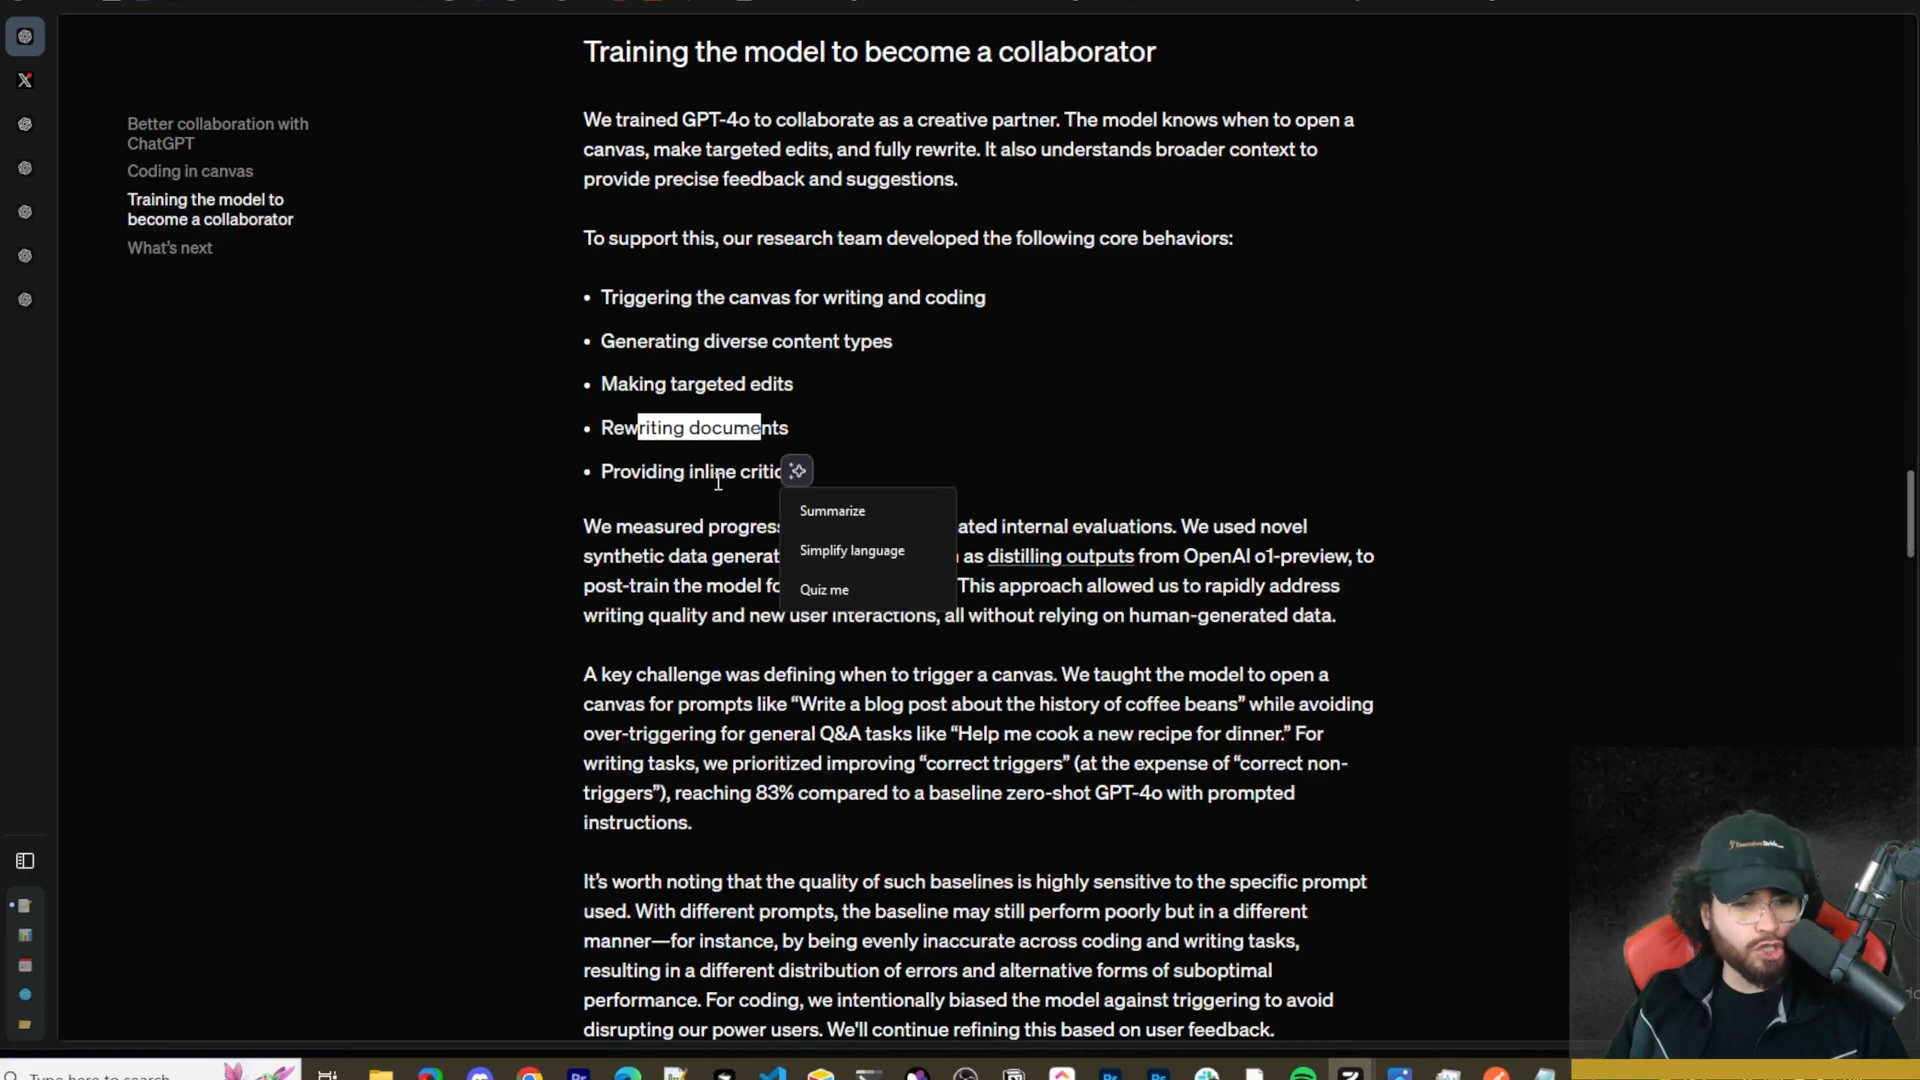 Training the model to become a collaborator
Better collaboration with
ChatGPT
Coding in canvas
Training the model to
become a collaborator
What's next
We trained GPT-4o to collaborate as a creative partner. The model knows when to open a
canvas, make targeted edits, and fully rewrite. It also understands broader context to
provide precise feedback and suggestions.
To support this, our research team developed the following core behaviors:
• Triggering the canvas for writing and coding
• Generating diverse content types
• Making targeted edits
• Rewriting documents
• Providing inline critic
Summarize
Simplify language
Quiz me
We measured progress ated internal evaluations. We used novel
synthetic data generat as distilling outputs from OpenAI o1-preview, to
post-train the model fo This approach allowed us to rapidly address
writing quality and new user interactions, all without relying on human-generated data.
A key challenge was defining when to trigger a canvas. We taught the model to open a
canvas for prompts like “Write a blog post about the history of coffee beans” while avoiding
over-triggering for general Q&A tasks like “Help me cook a new recipe for dinner.” For
writing tasks, we prioritized improving “correct triggers” (at the expense of “correct non-
triggers”), reaching 83% compared to a baseline zero-shot GPT-4o with prompted
instructions.
It’s worth noting that the quality of such baselines is highly sensitive to the specific prompt
used. With different prompts, the baseline may still perform poorly but in a different
manner—for instance, by being evenly inaccurate across coding and writing tasks,
resulting in a different distribution of errors and alternative forms of suboptimal
performance. For coding, we intentionally biased the model against triggering to avoid
disrupting our power users. We'll continue refining this based on user feedback.
Type here to search